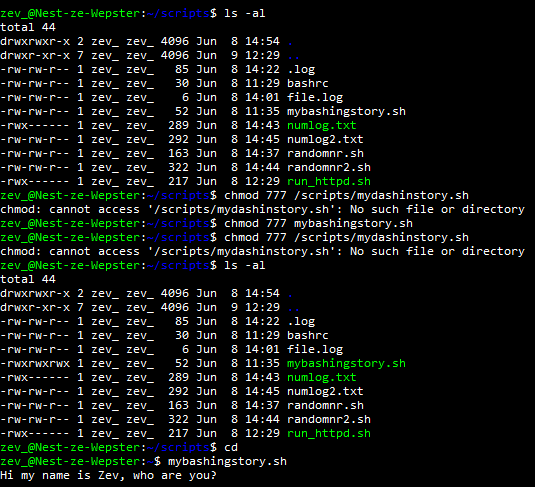 zev_@Nest-ze-Wepster:~/scripts$ ls -al
total 44
drwxrwxr-x 2 zev_ zev_ 4096 Jun  8 14:54 .
drwxr-xr-x 7 zev_ zev_ 4096 Jun  9 12:29 ..
-rw-rw-r-- 1 zev_ zev_   85 Jun  8 14:22 .log
-rw-rw-r-- 1 zev_ zev_   30 Jun  8 11:29 bashrc
-rw-rw-r-- 1 zev_ zev_    6 Jun  8 14:01 file.log
-rw-rw-r-- 1 zev_ zev_   52 Jun  8 11:35 mybashingstory.sh
-rwx------ 1 zev_ zev_  289 Jun  8 14:43 numlog.txt
-rw-rw-r-- 1 zev_ zev_  292 Jun  8 14:45 numlog2.txt
-rw-rw-r-- 1 zev_ zev_  163 Jun  8 14:37 randomnr.sh
-rw-rw-r-- 1 zev_ zev_  322 Jun  8 14:44 randomnr2.sh
-rwx------ 1 zev_ zev_  217 Jun  8 12:29 run_httpd.sh
zev_@Nest-ze-Wepster:~/scripts$ chmod 777 /scripts/mydashinstory.sh
chmod: cannot access '/scripts/mydashinstory.sh': No such file or directory
zev_@Nest-ze-Wepster:~/scripts$ chmod 777 mybashingstory.sh
zev_@Nest-ze-Wepster:~/scripts$ chmod 777 /scripts/mydashinstory.sh
chmod: cannot access '/scripts/mydashinstory.sh': No such file or directory
zev_@Nest-ze-Wepster:~/scripts$ ls -al
total 44
drwxrwxr-x 2 zev_ zev_ 4096 Jun  8 14:54 .
drwxr-xr-x 7 zev_ zev_ 4096 Jun  9 12:29 ..
-rw-rw-r-- 1 zev_ zev_   85 Jun  8 14:22 .log
-rw-rw-r-- 1 zev_ zev_   30 Jun  8 11:29 bashrc
-rw-rw-r-- 1 zev_ zev_    6 Jun  8 14:01 file.log
-rwxrwxrwx 1 zev_ zev_   52 Jun  8 11:35 mybashingstory.sh
-rwx------ 1 zev_ zev_  289 Jun  8 14:43 numlog.txt
-rw-rw-r-- 1 zev_ zev_  292 Jun  8 14:45 numlog2.txt
-rw-rw-r-- 1 zev_ zev_  163 Jun  8 14:37 randomnr.sh
-rw-rw-r-- 1 zev_ zev_  322 Jun  8 14:44 randomnr2.sh
-rwx------ 1 zev_ zev_  217 Jun  8 12:29 run_httpd.sh
zev_@Nest-ze-Wepster:~/scripts$ cd
zev_@Nest-ze-Wepster:~$ mybashingstory.sh
Hi my name is Zev, who are you?